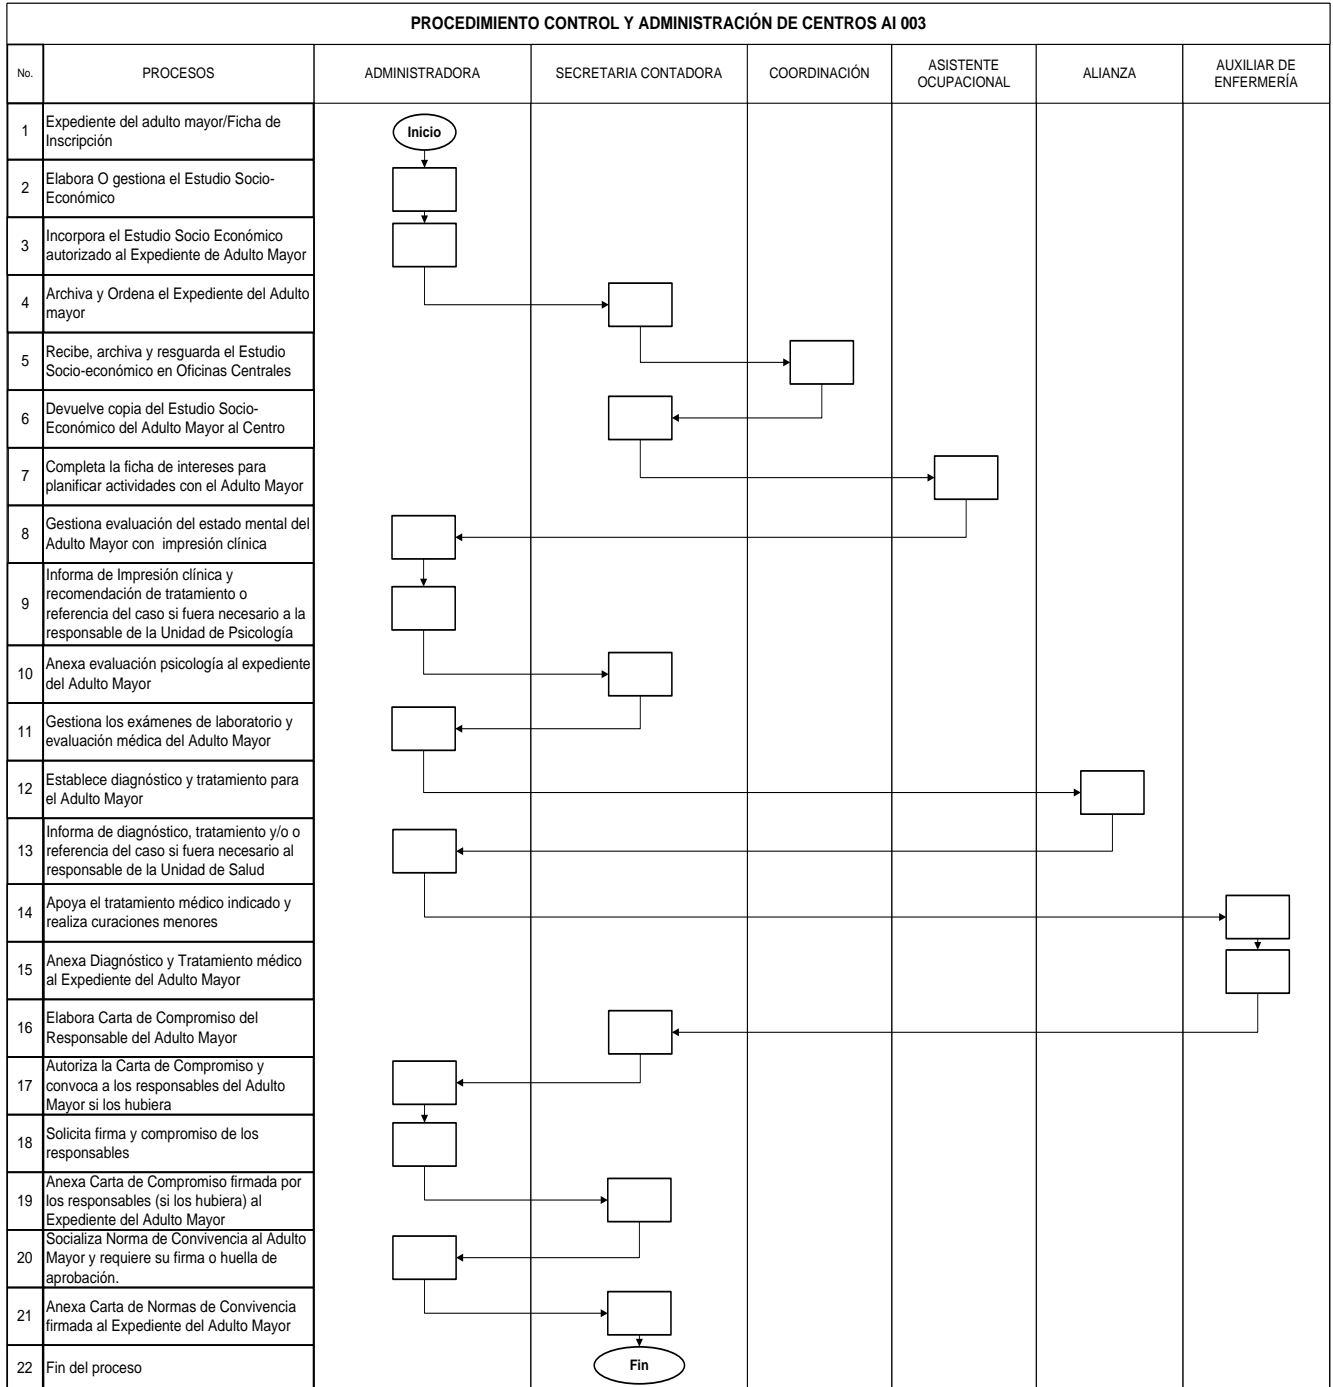 PROCEDIMIENTO CONTROL Y ADMINISTRACIÓN DE CENTROS AI 003
No.
PROCESOS
ADMINISTRADORA
SECRETARIA CONTADORA
COORDINACIÓN
ASISTENTE
OCUPACIONAL
ALIANZA
AUXILIAR DE
ENFERMERÍA
1
Expediente del adulto mayor/Ficha de
Inscripción
Inicio
2
Elabora O gestiona el Estudio Socio-
Económico
3
Incorpora el Estudio Socio Económico
autorizado al Expediente de Adulto Mayor
4
Archiva y Ordena el Expediente del Adulto
mayor
5
Recibe, archiva y resguarda el Estudio
Socio-económico en Oficinas Centrales
6
Devuelve copia del Estudio Socio-
Económico del Adulto Mayor al Centro
7
Completa la ficha de intereses para
planificar actividades con el Adulto Mayor
8
Gestiona evaluación del estado mental del
Adulto Mayor con impresión clínica
9
Informa de Impresión clínica y
recomendación de tratamiento o
referencia del caso si fuera necesario a la
responsable de la Unidad de Psicología
10
Anexa evaluación psicología al expediente
del Adulto Mayor
11
Gestiona los exámenes de laboratorio y
evaluación médica del Adulto Mayor
12
Establece diagnóstico y tratamiento para
el Adulto Mayor
13
Informa de diagnóstico, tratamiento y/o o
referencia del caso si fuera necesario al
responsable de la Unidad de Salud
14
Apoya el tratamiento médico indicado y
realiza curaciones menores
15
Anexa Diagnóstico y Tratamiento médico
al Expediente del Adulto Mayor
16
Elabora Carta de Compromiso del
Responsable del Adulto Mayor
17
Autoriza la Carta de Compromiso y
convoca a los responsables del Adulto
Mayor si los hubiera
18
Solicita firma y compromiso de los
responsables
19
Anexa Carta de Compromiso firmada por
los responsables (si los hubiera) al
Expediente del Adulto Mayor
20
Socializa Norma de Convivencia al Adulto
Mayor y requiere su firma o huella de
aprobación.
21
Anexa Carta de Normas de Convivencia
firmada al Expediente del Adulto Mayor
22
Fin del proceso
Fin